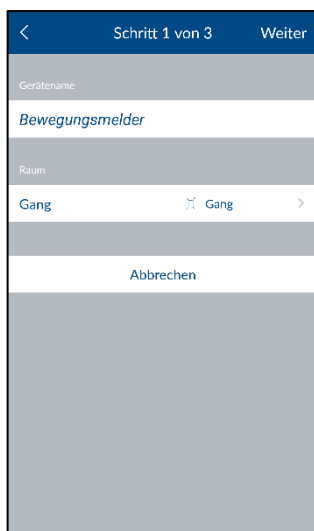 Schritt 1 von 3 Weiter
Gerätename
Bewegungsmelder
Raum
Gang Gang
Abbrechen